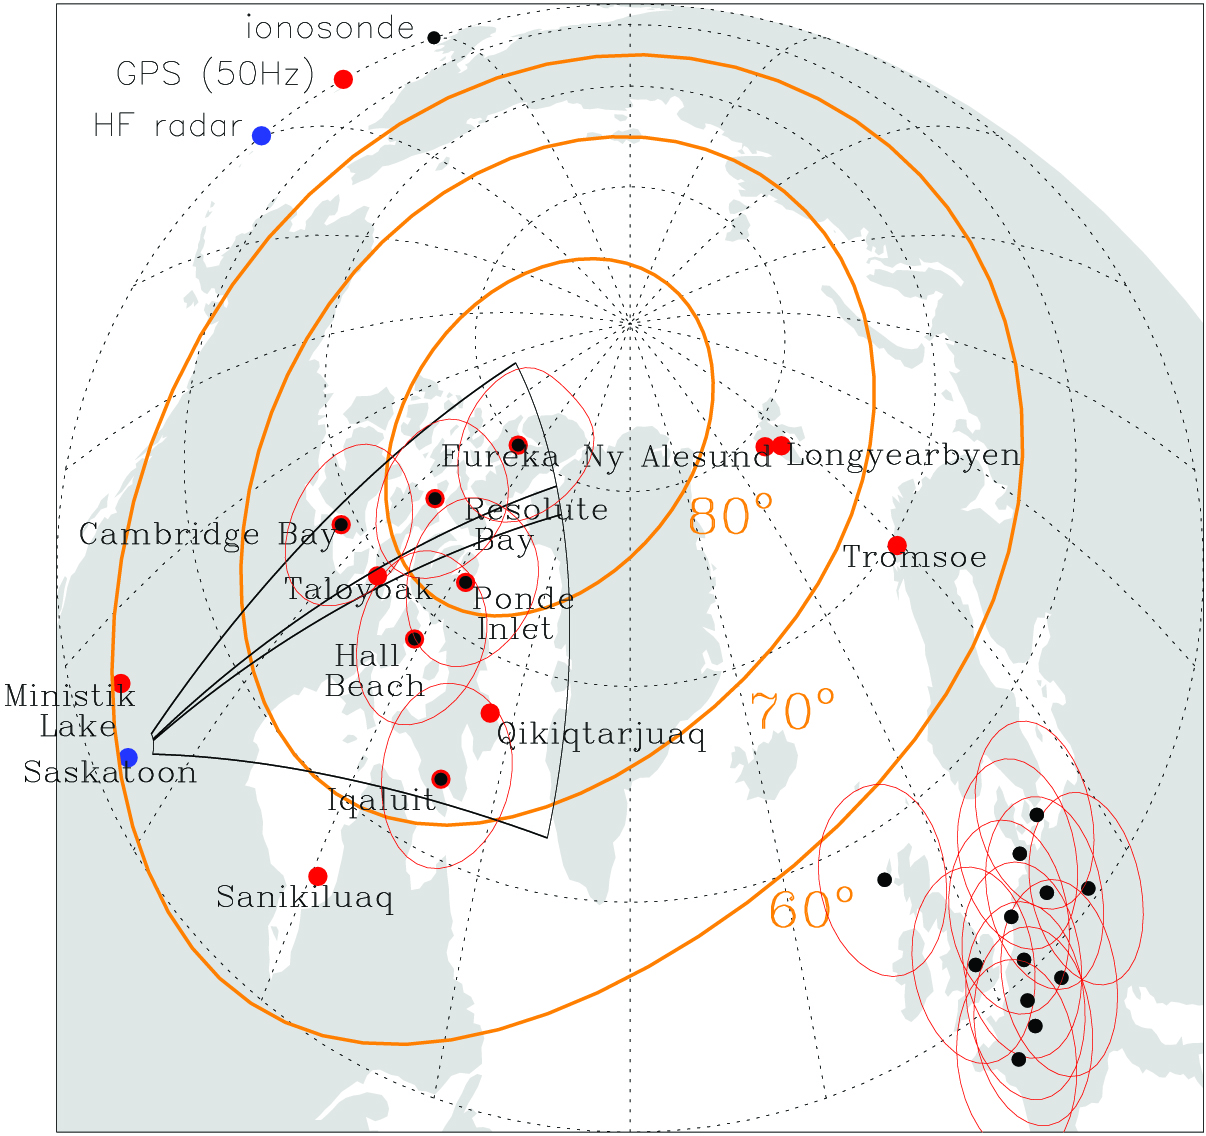 ionosonde
GPS (50Hz)
HF radar
Eureka
Ny Alesund
Longyearbyen
80°
Resolute
Bay
Cambridge Bay
Tromsoe
Taloyoak
Ponde
Inlet
Hall
Beach
Ministik
Lake
70°
Qikiqtarjuaq
Saskatoon
Iqaluit
Sanikiluaq
60°